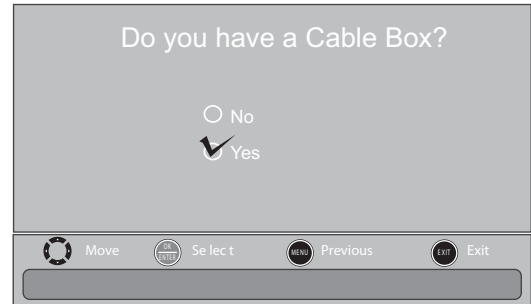 Do you have a Cable Box?
No
Yes
Move OK ENTER Se lec t MENU Previous EXIT Exit